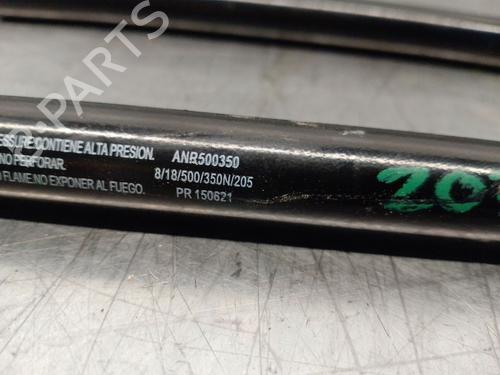 ESSURE CONTIENE ALTA PRESION. ANR500350
NO PERFORAR. 8/18/500/350N/205
FLAME.NO EXPONER AL FUEGO. PR 150621
B-Parts